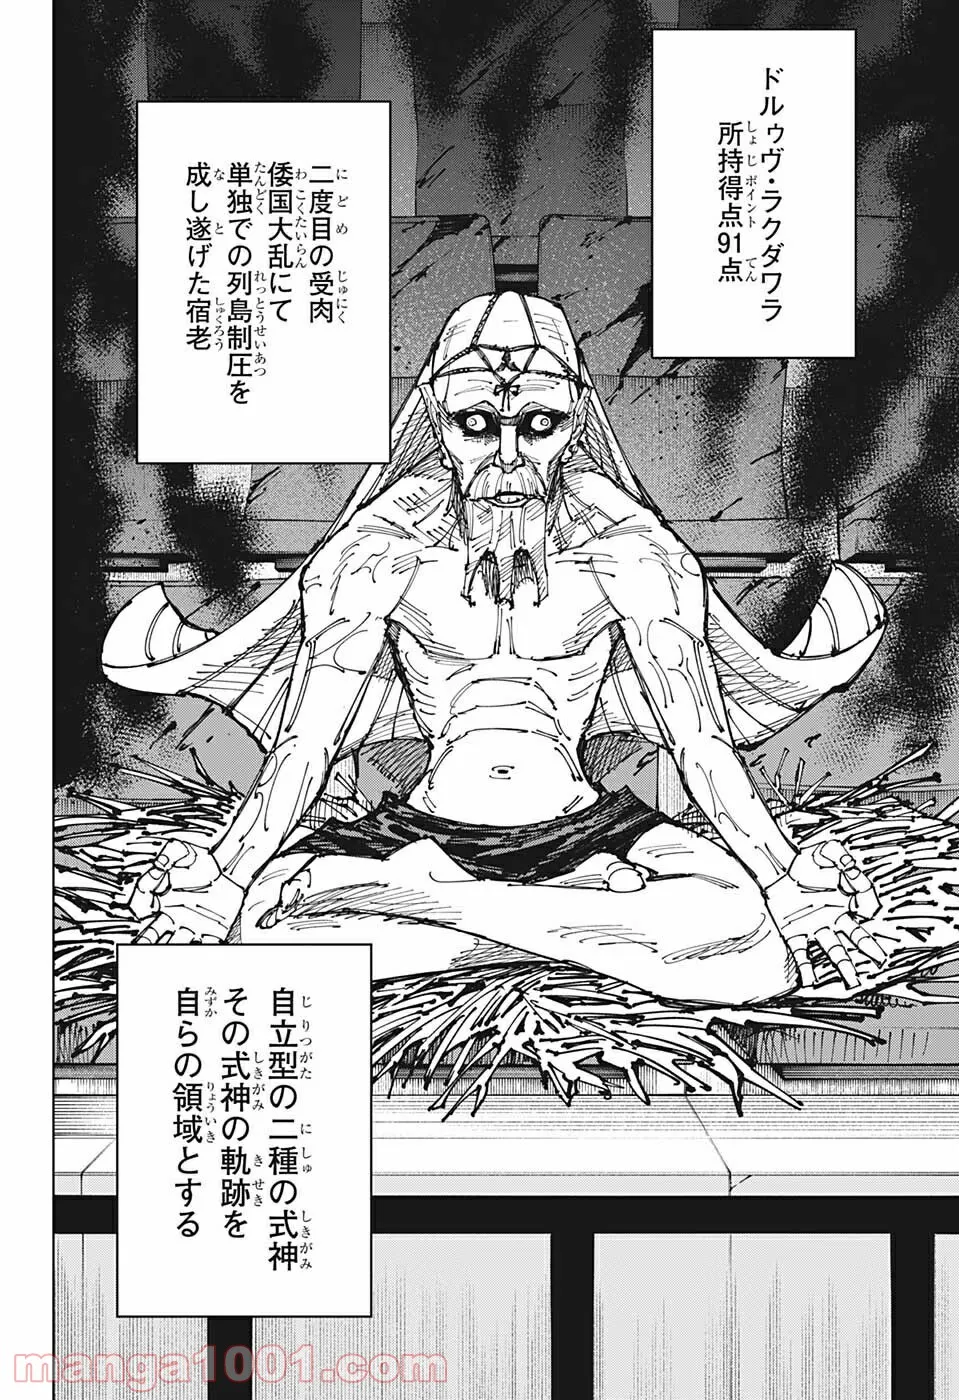 ドルゥヴ・ラクダワラ
所持得点91点
二度目の受肉
倭国大乱にて
単独での列島制圧を
成し遂げた宿老
自立型の二種の式神
その式神の軌跡を
自らの領域とする
manga1001.com